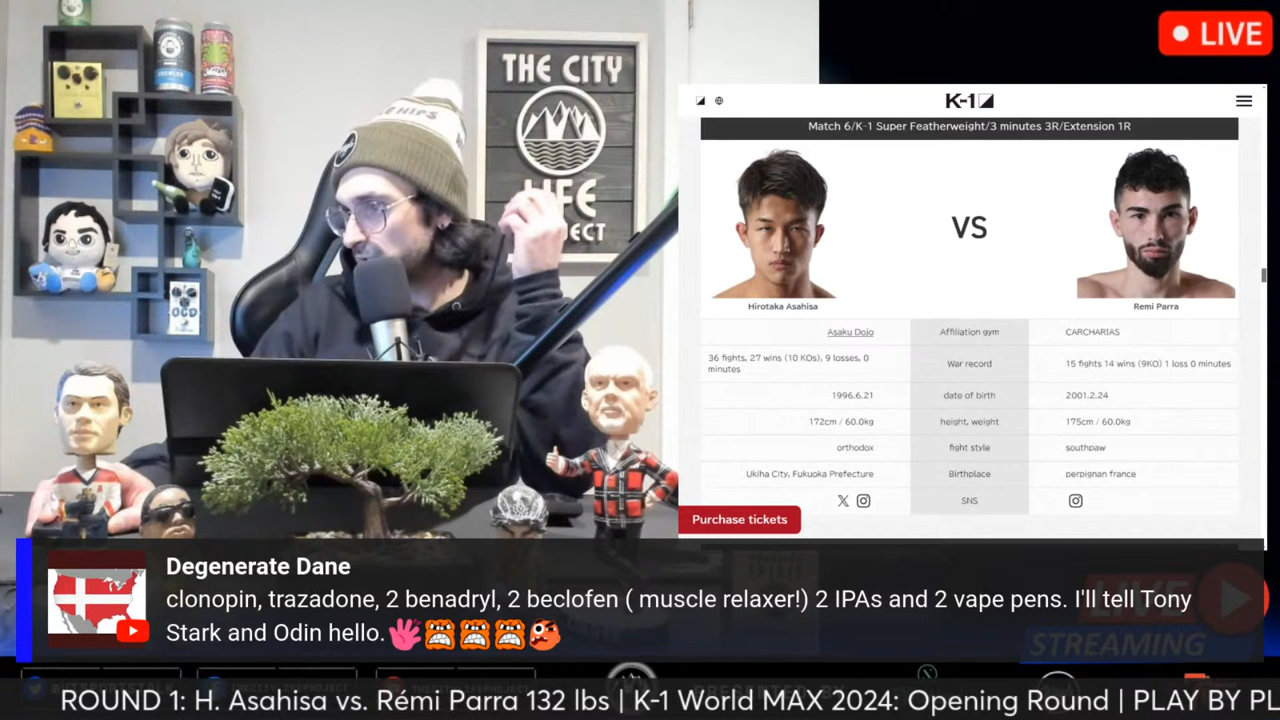 LIVE
THE CITY
LIFE
K-1
Match 6/K-1 Super Featherweight/3 minutes 3R/Extension 1R
VS
Hirotaka Asahisa
Remi Parra
Asaku Dojo Affiliation gym CARCHARIAS
36 fights, 27 wins (10 KOs), 9 losses, 0 minutes War record 15 fights 14 wins (9KO) 1 loss 0 minutes
1996.6.21 date of birth 2001.2.24
172cm / 60.0kg height, weight 175cm / 60.0kg
orthodox fight style southpaw
Ukiha City, Fukuoka Prefecture Birthplace perpignan france
SNS
Purchase tickets
OCD
Degenerate Dane
clonopin, trazadone, 2 benadryl, 2 beclofen ( muscle relaxer!) 2 IPAs and 2 vape pens. I'll tell Tony
Stark and Odin hello.
LIVE
STREAMING
ROUND 1: H. Asahisa vs. Rémi Parra 132 lbs | K-1 World MAX 2024: Opening Round | PLAY BY PL